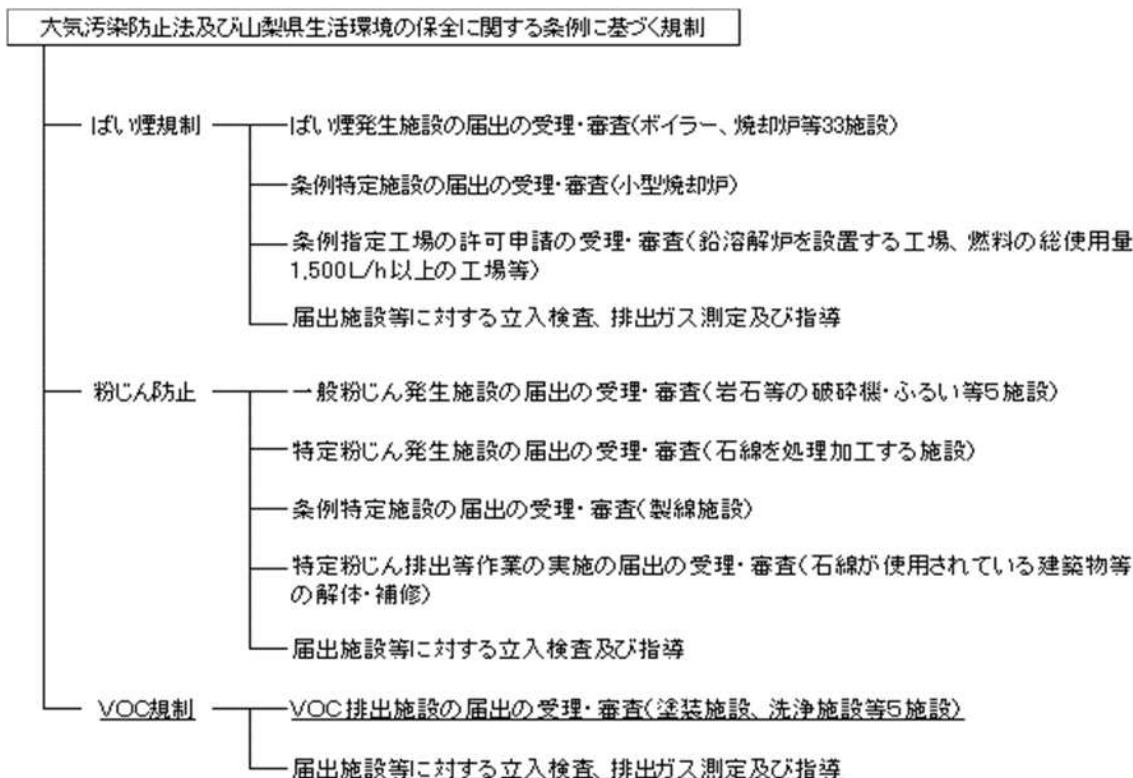 大気汚染防止法及び山梨県生活環境の保全に関する条例に基づく規制
ばい煙規制
ばい煙発生施設の届出の受理・審査(ボイラー、焼却炉等33施設)
条例特定施設の届出の受理・審査(小型焼却炉)
条例指定工場の許可申請の受理・審査(鉛溶解炉を設置する工場、燃料の総使用量
1,500L/h以上の工場等)
届出施設等に対する立入検査、排出ガス測定及び指導
粉じん防止
一般粉じん発生施設の届出の受理・審査(岩石等の破砕機・ふるい等5施設)
特定粉じん発生施設の届出の受理・審査(石綿を処理加工する施設)
条例特定施設の届出の受理・審査(製綿施設)
特定粉じん排出等作業の実施の届出の受理・審査(石綿が使用されている建築物等
の解体・補修)
届出施設等に対する立入検査及び指導
VOC規制
VOC排出施設の届出の受理・審査(塗装施設、洗浄施設等5施設)
届出施設等に対する立入検査、排出ガス測定及び指導